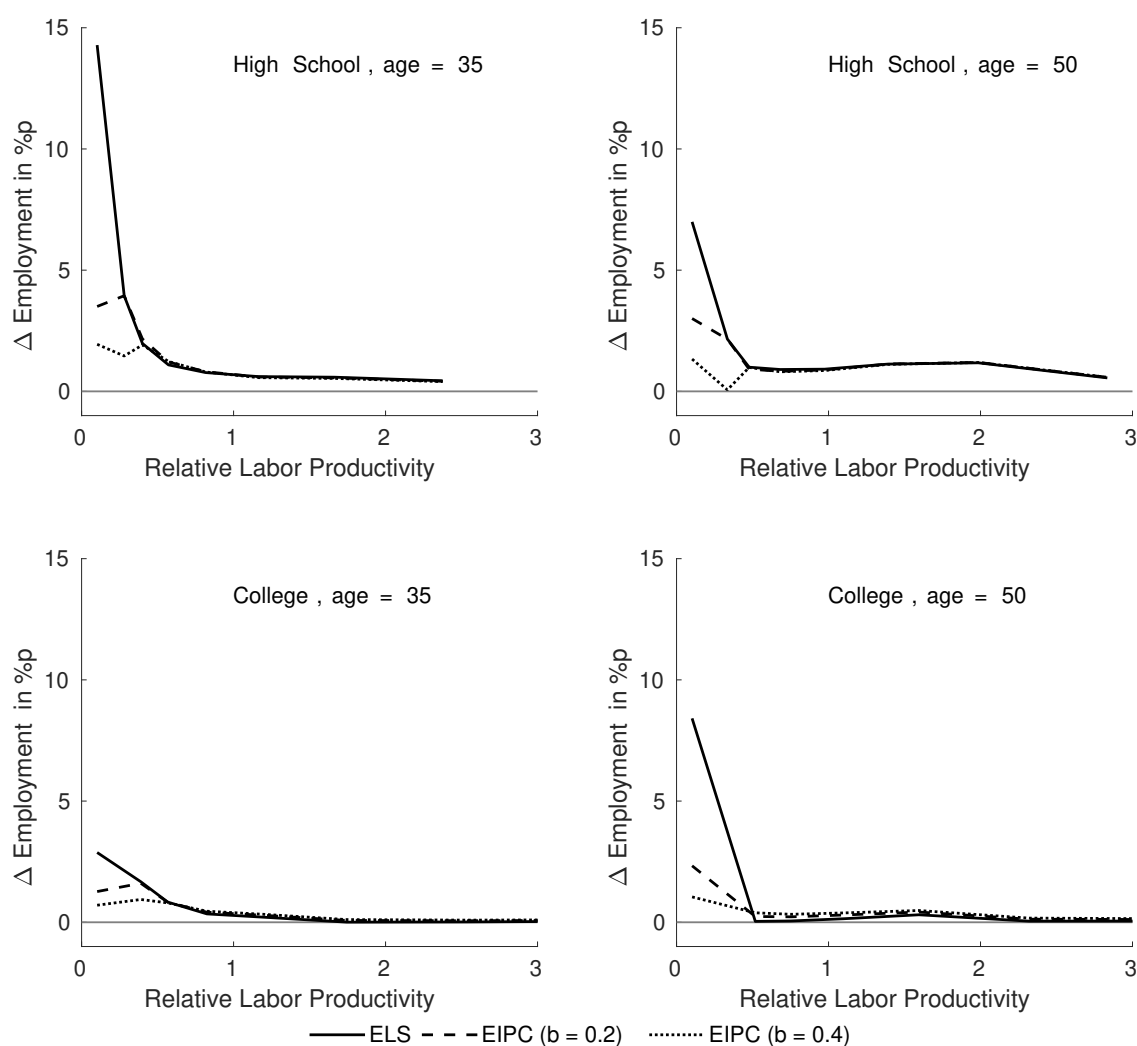 High School , age = 35
15
10
5
0
Δ Employment in %p
0 1 2 3
Relative Labor Productivity
High School , age = 50
15
10
5
0
Δ Employment in %p
0 1 2 3
Relative Labor Productivity
College , age = 35
15
10
5
0
Δ Employment in %p
0 1 2 3
Relative Labor Productivity
College , age = 50
15
10
5
0
Δ Employment in %p
0 1 2 3
Relative Labor Productivity
ELS EIPC (b = 0.2) EIPC (b = 0.4)